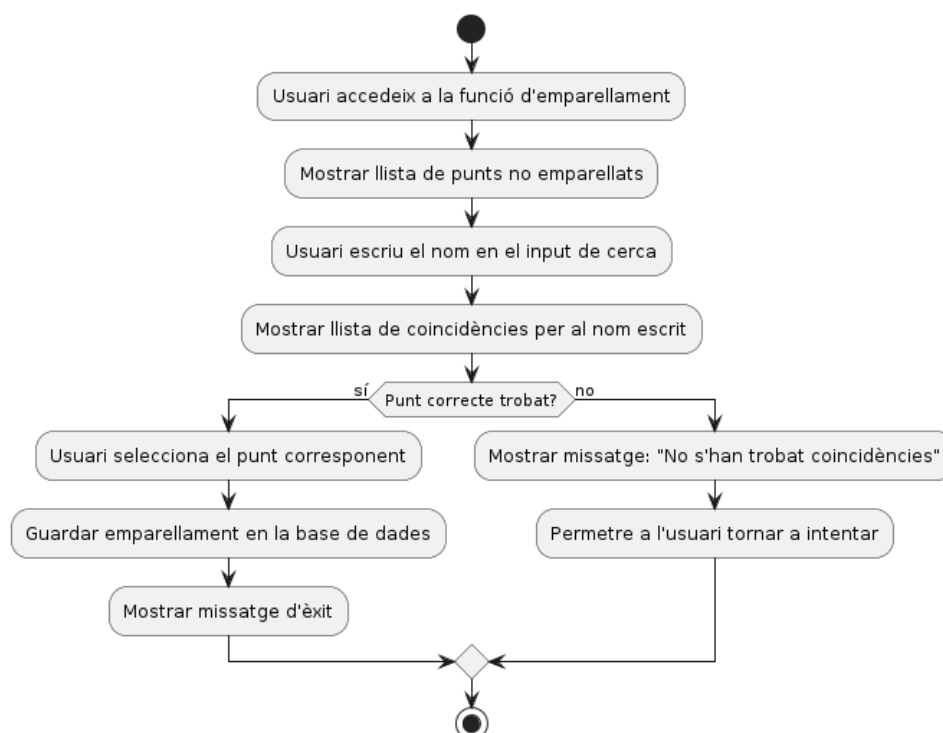 Usuari accedeix a la funció d'emparellament
Mostrar llista de punts no emparellats
Usuari escriu el nom en el input de cerca
Mostrar llista de coincidències per al nom escrit
sí
Punt correcte trobat?
no
Usuari selecciona el punt corresponent
Mostrar missatge: "No s'han trobat coincidències"
Guardar emparellament en la base de dades
Permetre a l'usuari tornar a intentar
Mostrar missatge d'èxit